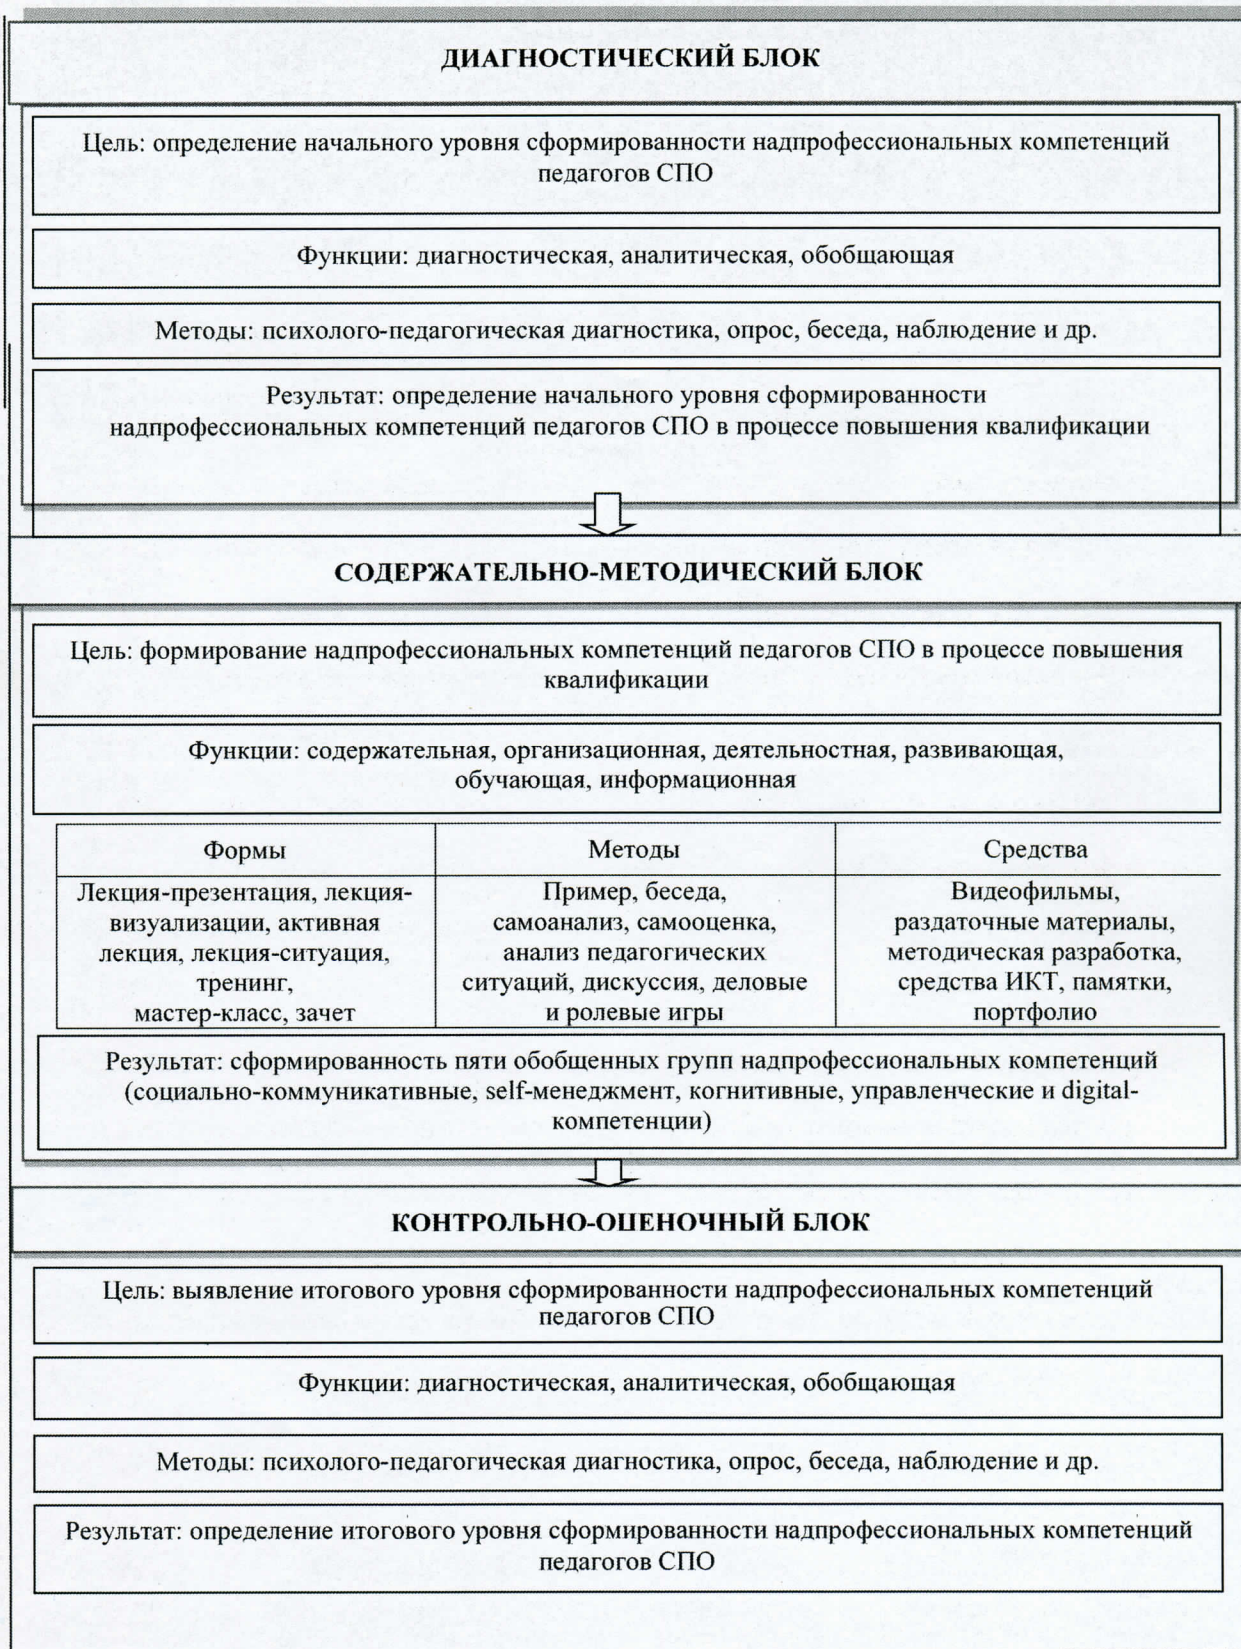 ДИАГНОСТИЧЕСКИЙ БЛОК
Цель: определение начального уровня сформированности надпрофессиональных компетенций
педагогов СПО
Функции: диагностическая, аналитическая, обобщающая
Методы: психолого-педагогическая диагностика, опрос, беседа, наблюдение и др.
Результат: определение начального уровня сформированности
надпрофессиональных компетенций педагогов СПО в процессе повышения квалификации
СОДЕРЖАТЕЛЬНО-МЕТОДИЧЕСКИЙ БЛОК
Цель: формирование надпрофессиональных компетенций педагогов СПО в процессе повышения
квалификации
Функции: содержательная, организационная, деятельностная, развивающая,
обучающая, информационная
Формы
Лекция-презентация, лекция-
визуализации, активная
лекция, лекция-ситуация,
тренинг,
мастер-класс, зачет
Методы
Пример, беседа,
самоанализ, самооценка,
анализ педагогических
ситуаций, дискуссия, деловые
и ролевые игры
Средства
Видеофильмы,
раздаточные материалы,
методическая разработка,
средства ИКТ, памятки,
портфолио
Результат: сформированность пяти обобщенных групп надпрофессиональных компетенций
(социально-коммуникативные, self-менеджмент, когнитивные, управленческие и digital-
компетенции)
КОНТРОЛЬНО-ОЦЕНОЧНЫЙ БЛОК
Цель: выявление итогового уровня сформированности надпрофессиональных компетенций
педагогов СПО
Функции: диагностическая, аналитическая, обобщающая
Методы: психолого-педагогическая диагностика, опрос, беседа, наблюдение и др.
Результат: определение итогового уровня сформированности надпрофессиональных компетенций
педагогов СПО